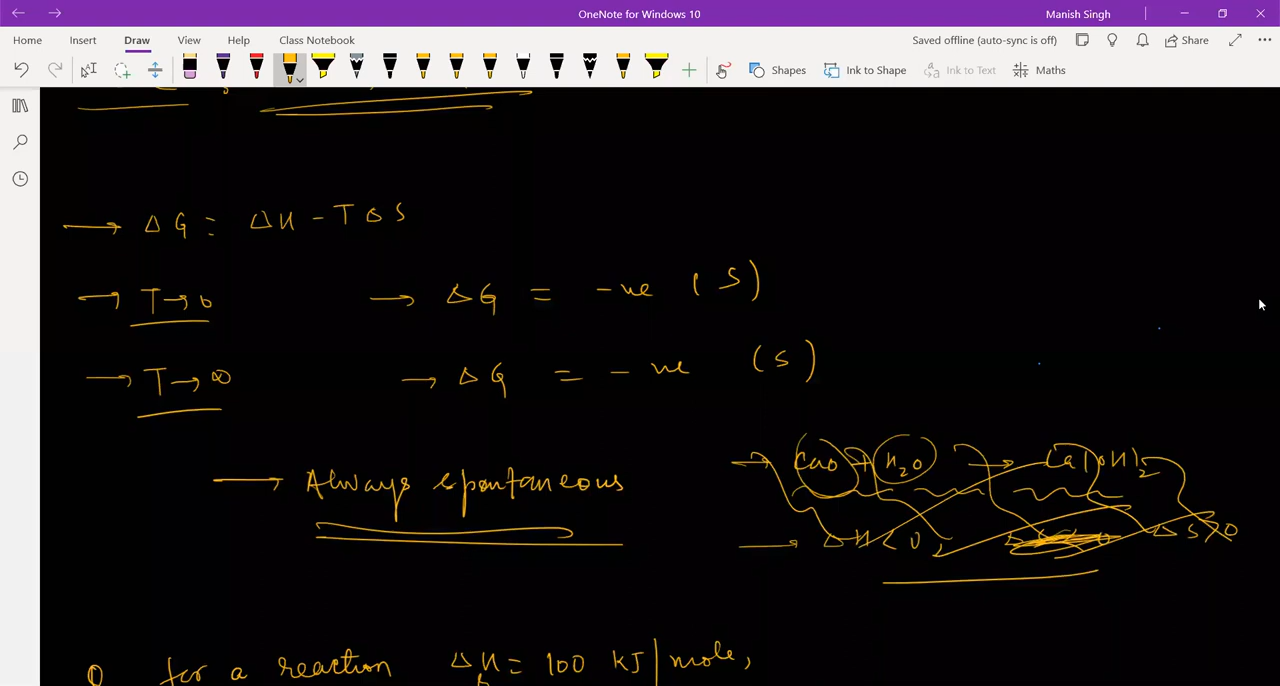 OneNote for Windows 10
Manish Singh
Home Insert Draw View Help Class Notebook
Saved offline (auto-sync is off) Share
Shapes Ink to Shape Ink to Text Maths
→ ΔG = ΔH - TΔS
→ T→0 → ΔG = -ve (S)
→ T→∞ → ΔG = -ve (S)
→ CaO + H2O → Ca(OH)2
→ Always spontaneous
→ ΔH<0, ΔS>0
Q for a reaction ΔH = 100 KJ|mole,